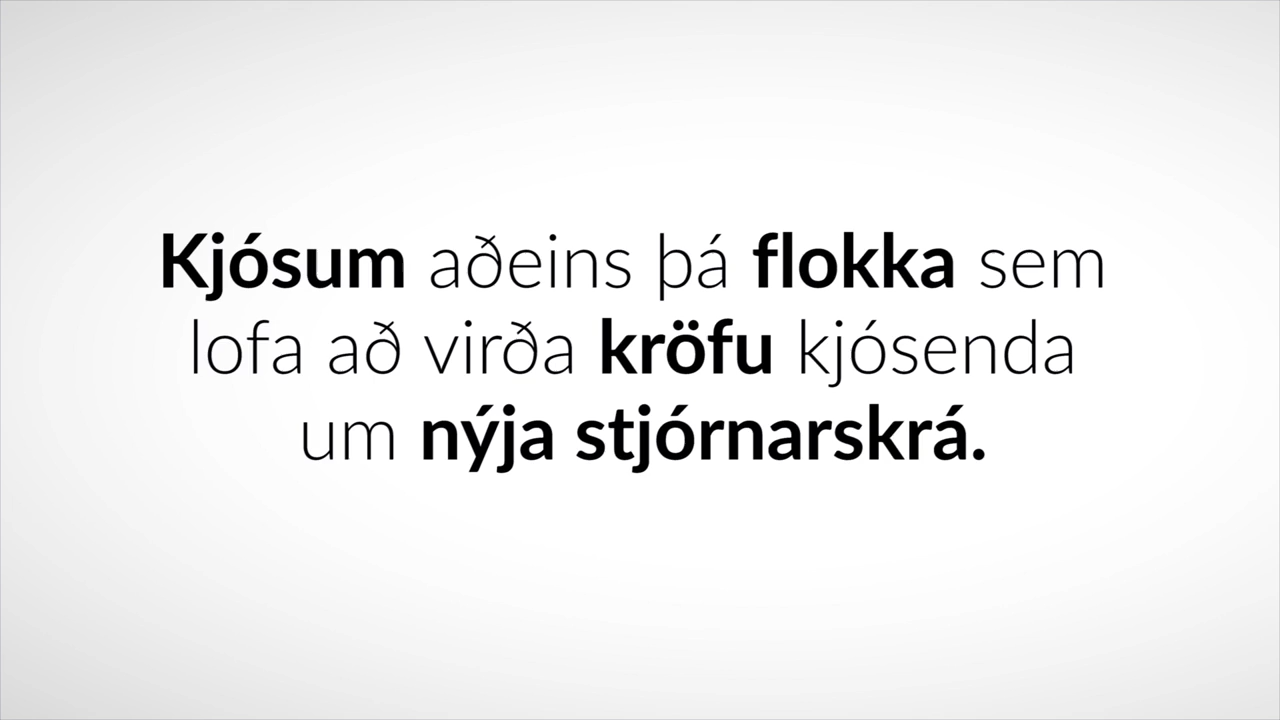 Kjósum aðeins þá flokka sem
lofa að virða kröfu kjósenda
um nýja stjórnarskrá.